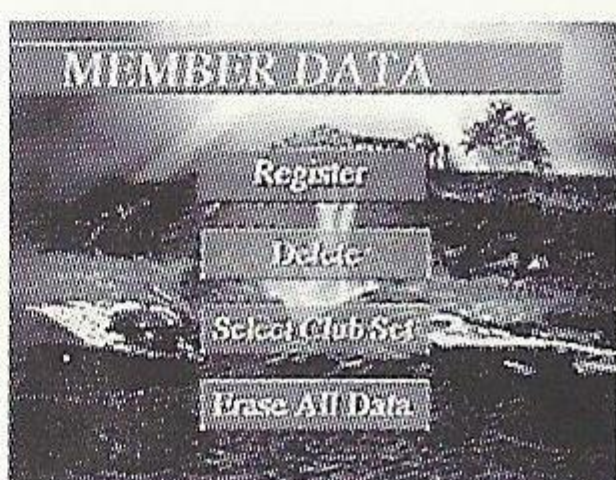 MEMBER DATA
Register
Delete
Select Club Set
Erase All Data